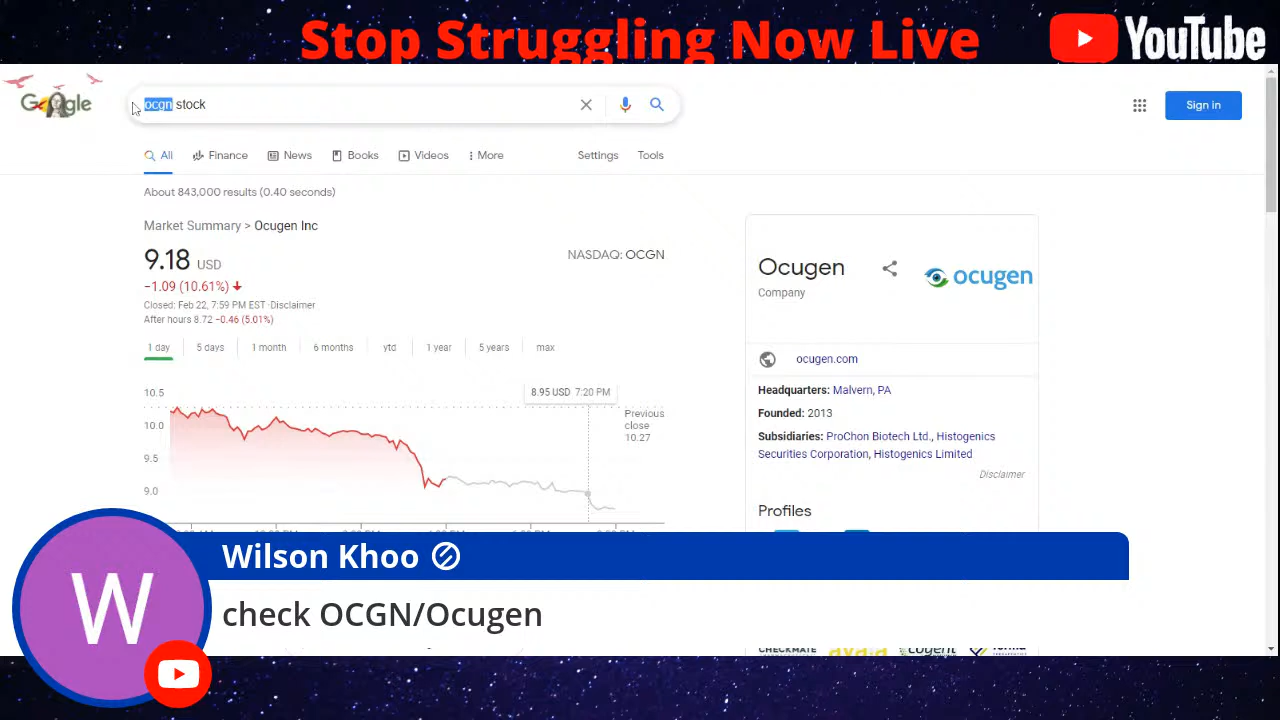 Stop Struggling Now Live
YouTube
Google
ocgn stock
Sign in
All
Finance
News
Books
Videos
More
Settings
Tools
About 843,000 results (0.40 seconds)
Market Summary > Ocugen Inc
9.18 USD
NASDAQ: OCGN
−1.09 (10.61%)
Closed: Feb 22, 7:59 PM EST · Disclaimer
After hours 8.72 −0.46 (5.01%)
1 day
5 days
1 month
6 months
ytd
1 year
5 years
max
8.95 USD 7:20 PM
10.5
10.0
9.5
9.0
Previous
close
10.27
Ocugen
Company
ocugen
ocugen.com
Headquarters: Malvern, PA
Founded: 2013
Subsidiaries: ProChon Biotech Ltd., Histogenics
Securities Corporation, Histogenics Limited
Disclaimer
Profiles
W
Wilson Khoo
check OCGN/Ocugen
CHECKMATE